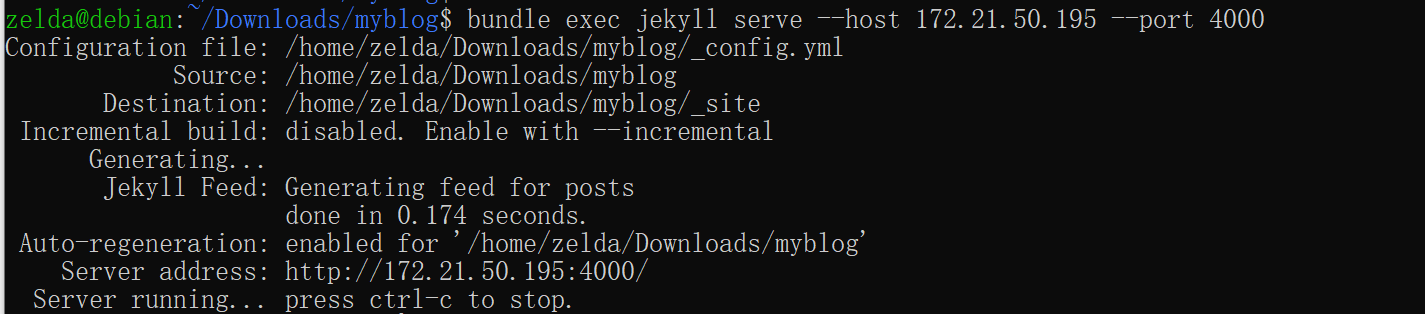 zelda@debian:~/Downloads/myblog$ bundle exec jekyll serve --host 172.21.50.195 --port 4000
Configuration file: /home/zelda/Downloads/myblog/_config.yml
Source: /home/zelda/Downloads/myblog
Destination: /home/zelda/Downloads/myblog/_site
Incremental build: disabled. Enable with --incremental
Generating...
Jekyll Feed: Generating feed for posts
done in 0.174 seconds.
Auto-regeneration: enabled for '/home/zelda/Downloads/myblog'
Server address: http://172.21.50.195:4000/
Server running... press ctrl-c to stop.